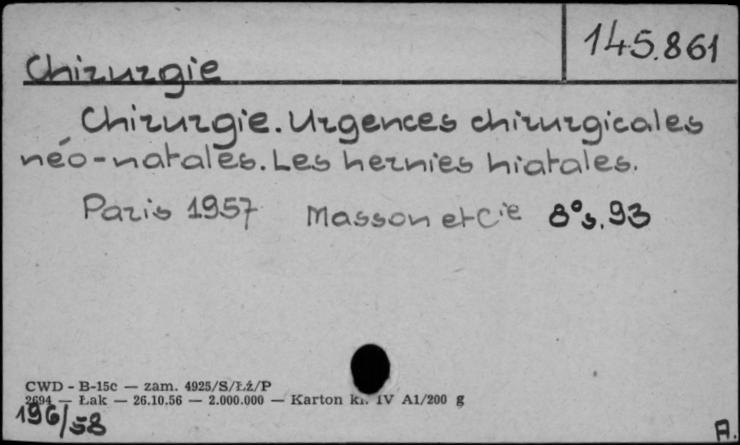 145.861
Chirurgie
Chirurgie. Urgences chirurgicales
néo-natales. Les hernies hiatales.
Paris 1957 Masson et Cie 8° s. 93
CWD - B-15c — zam. 4925/S/Łż/P
2694 — Łak — 26.10.56 — 2.000.000 — Karton kl. IV A1/200 g
196/58
A.